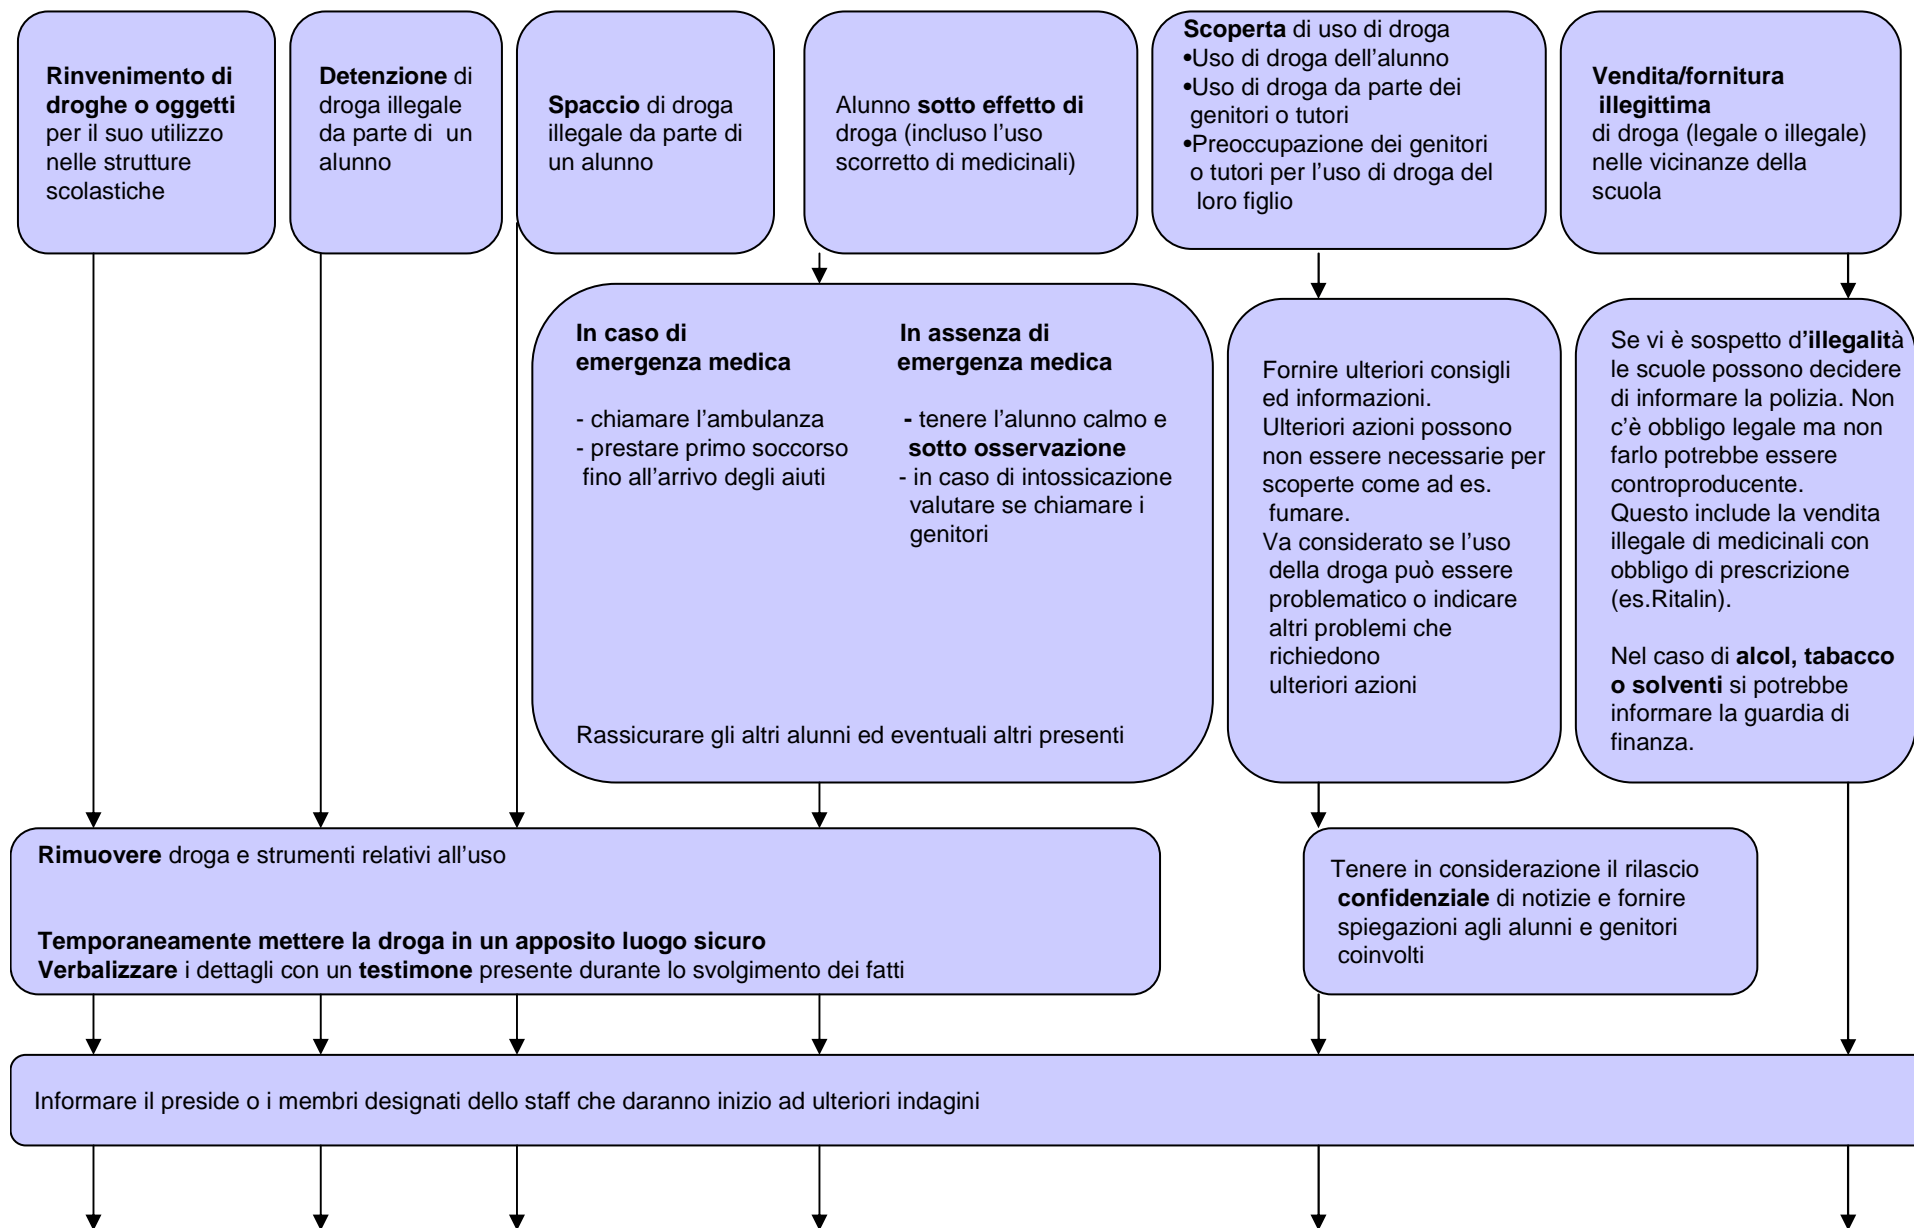 Rinvenimento di
droghe o oggetti
per il suo utilizzo
nelle strutture
scolastiche
Detenzione di
droga illegale
da parte di  un
alunno
Spaccio di droga
illegale da parte di
un alunno
Alunno sotto effetto di
droga (incluso l’uso
scorretto di medicinali)
Scoperta di uso di droga
•Uso di droga dell’alunno
•Uso di droga da parte dei
genitori o tutori
•Preoccupazione dei genitori
o tutori per l’uso di droga del
loro figlio
Vendita/fornitura
illegittima
di droga (legale o illegale)
nelle vicinanze della
scuola
In caso di
emergenza medica
- chiamare l’ambulanza
- prestare primo soccorso
fino all’arrivo degli aiuti
In assenza di
emergenza medica
- tenere l’alunno calmo e
sotto osservazione
- in caso di intossicazione
valutare se chiamare i
genitori
Rassicurare gli altri alunni ed eventuali altri presenti
Fornire ulteriori consigli
ed informazioni.
Ulteriori azioni possono
non essere necessarie per
scoperte come ad es.
fumare.
Va considerato se l’uso
della droga può essere
problematico o indicare
altri problemi che
richiedono
ulteriori azioni
Se vi è sospetto d’illegalità
le scuole possono decidere
di informare la polizia. Non
c’è obbligo legale ma non
farlo potrebbe essere
controproducente.
Questo include la vendita
illegale di medicinali con
obbligo di prescrizione
(es.Ritalin).
Nel caso di alcol, tabacco
o solventi si potrebbe
informare la guardia di
finanza.
Rimuovere droga e strumenti relativi all’uso
Temporaneamente mettere la droga in un apposito luogo sicuro
Verbalizzare i dettagli con un testimone presente durante lo svolgimento dei fatti
Tenere in considerazione il rilascio
confidenziale di notizie e fornire
spiegazioni agli alunni e genitori
coinvolti
Informare il preside o i membri designati dello staff che daranno inizio ad ulteriori indagini